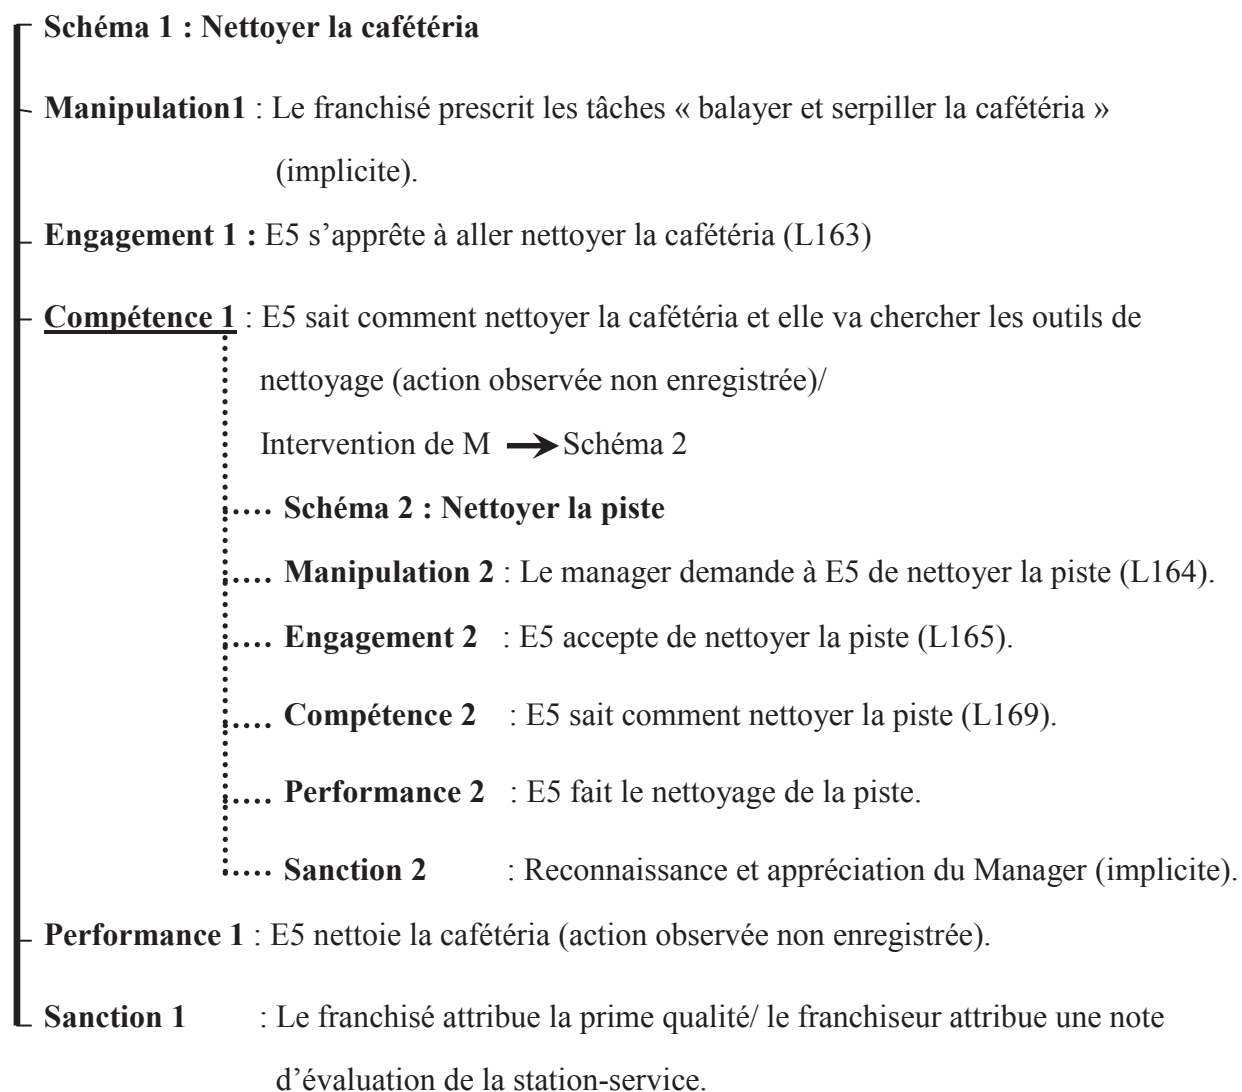 Schéma 1 : Nettoyer la cafétéria
Manipulation1 : Le franchisé prescrit les tâches « balayer et serpiller la cafétéria »
(implicite).
Engagement 1 : E5 s’apprête à aller nettoyer la cafétéria (L163)
Compétence 1 : E5 sait comment nettoyer la cafétéria et elle va chercher les outils de
nettoyage (action observée non enregistrée)/
Intervention de M → Schéma 2
Schéma 2 : Nettoyer la piste
Manipulation 2 : Le manager demande à E5 de nettoyer la piste (L164).
Engagement 2 : E5 accepte de nettoyer la piste (L165).
Compétence 2 : E5 sait comment nettoyer la piste (L169).
Performance 2 : E5 fait le nettoyage de la piste.
Sanction 2 : Reconnaissance et appréciation du Manager (implicite).
Performance 1 : E5 nettoie la cafétéria (action observée non enregistrée).
Sanction 1 : Le franchisé attribue la prime qualité/ le franchiseur attribue une note
d’évaluation de la station-service.